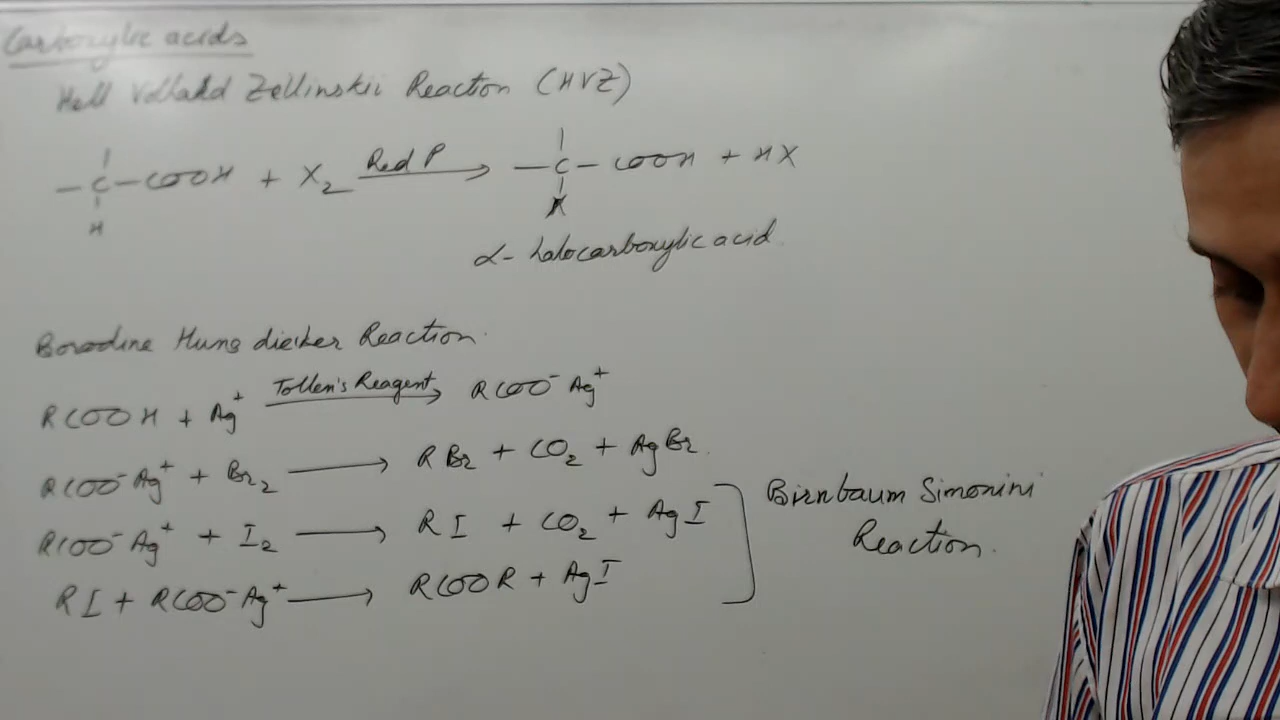 Carboxylic acids
Hell Vollahd Zellinskii Reaction (HVZ)
–C–COOH + X₂ Red P → –C–COOH + HX
H X
α- halocarboxylic acid
Borodine Hunsdiecker Reaction.
RCOOH + Ag⁺ Tollen's Reagent → RCOO⁻Ag⁺
RCOO⁻Ag⁺ + Br₂ → RBr + CO₂ + AgBr.
RCOO⁻Ag⁺ + I₂ → RI + CO₂ + AgI
RI + RCOO⁻Ag⁺ → RCOOR + AgI
Birnbaum Simonini
Reaction.